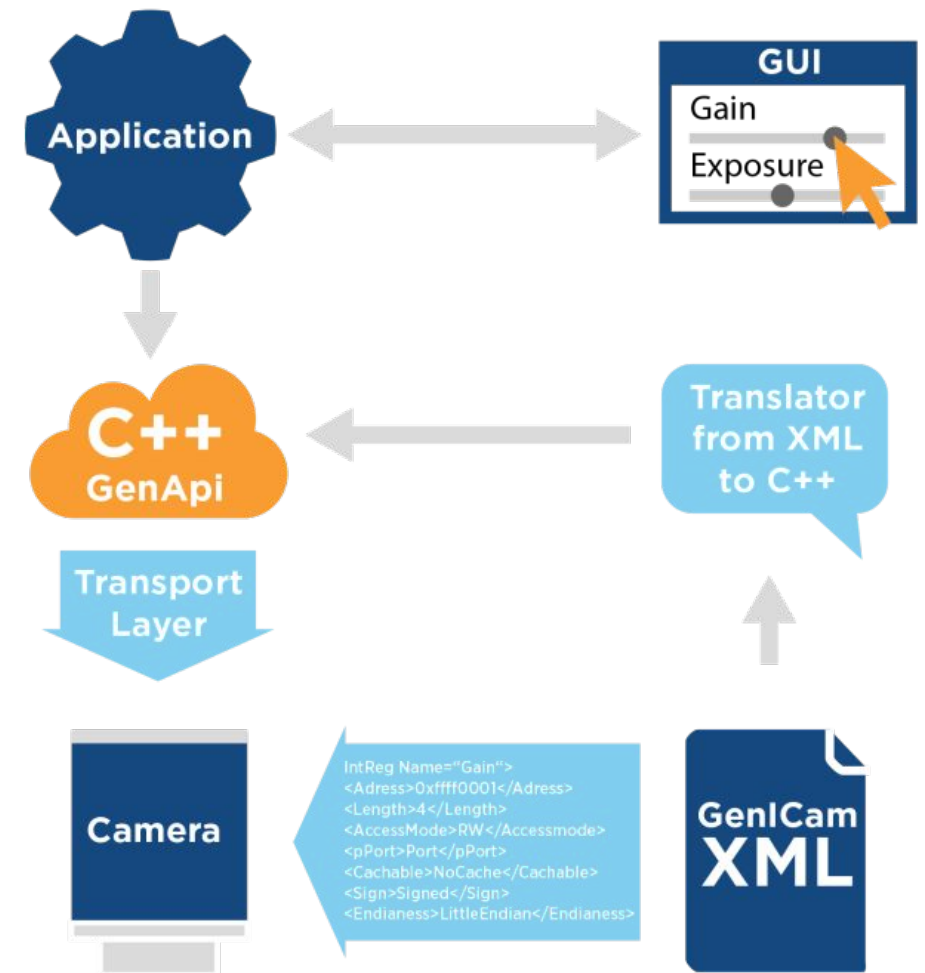 Application
GUI
Gain
Exposure
C++
GenApi
Translator
from XML
to C++
Transport
Layer
Camera
IntReg Name="Gain">
<Adress>0xffff0001</Adress>
<Length>4</Length>
<AccessMode>RW</Accessmode>
<pPort>Port</pPort>
<Cachable>NoCache</Cachable>
<Sign>Signed</Sign>
<Endianess>LittleEndian</Endianess>
GenICam
XML